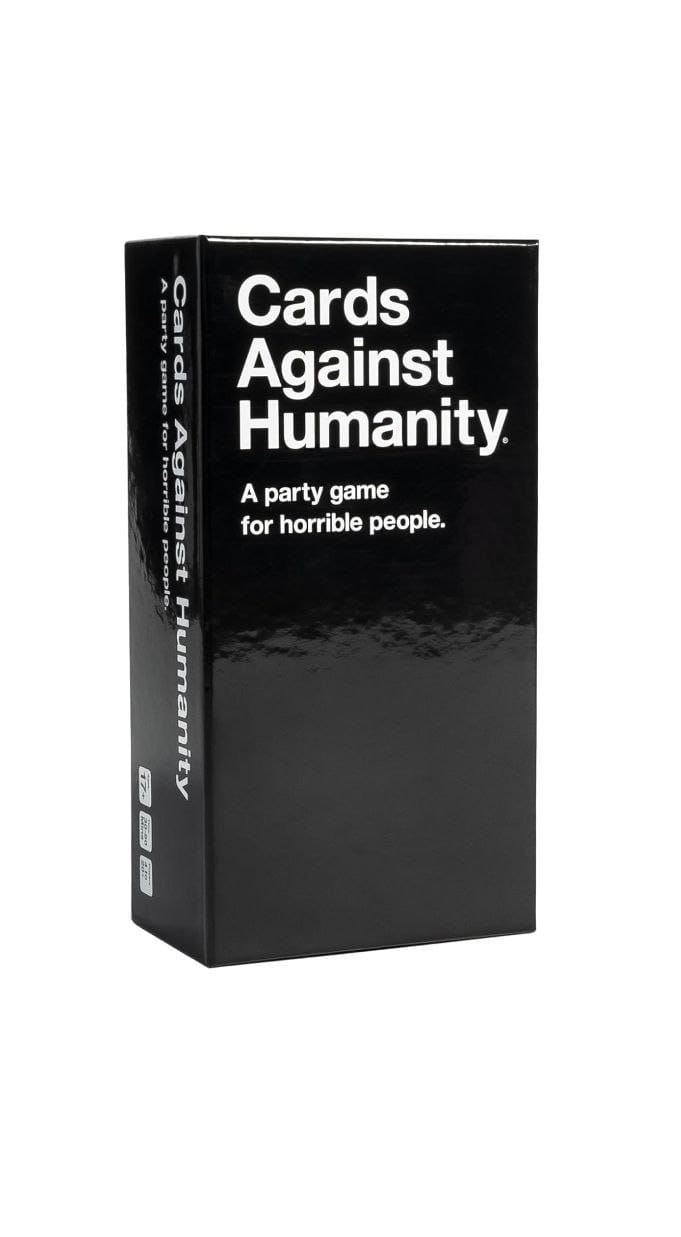 Cards
Against
Humanity®
A party game
for horrible people.
Cards Against Humanity
A party game for horrible people.
17+